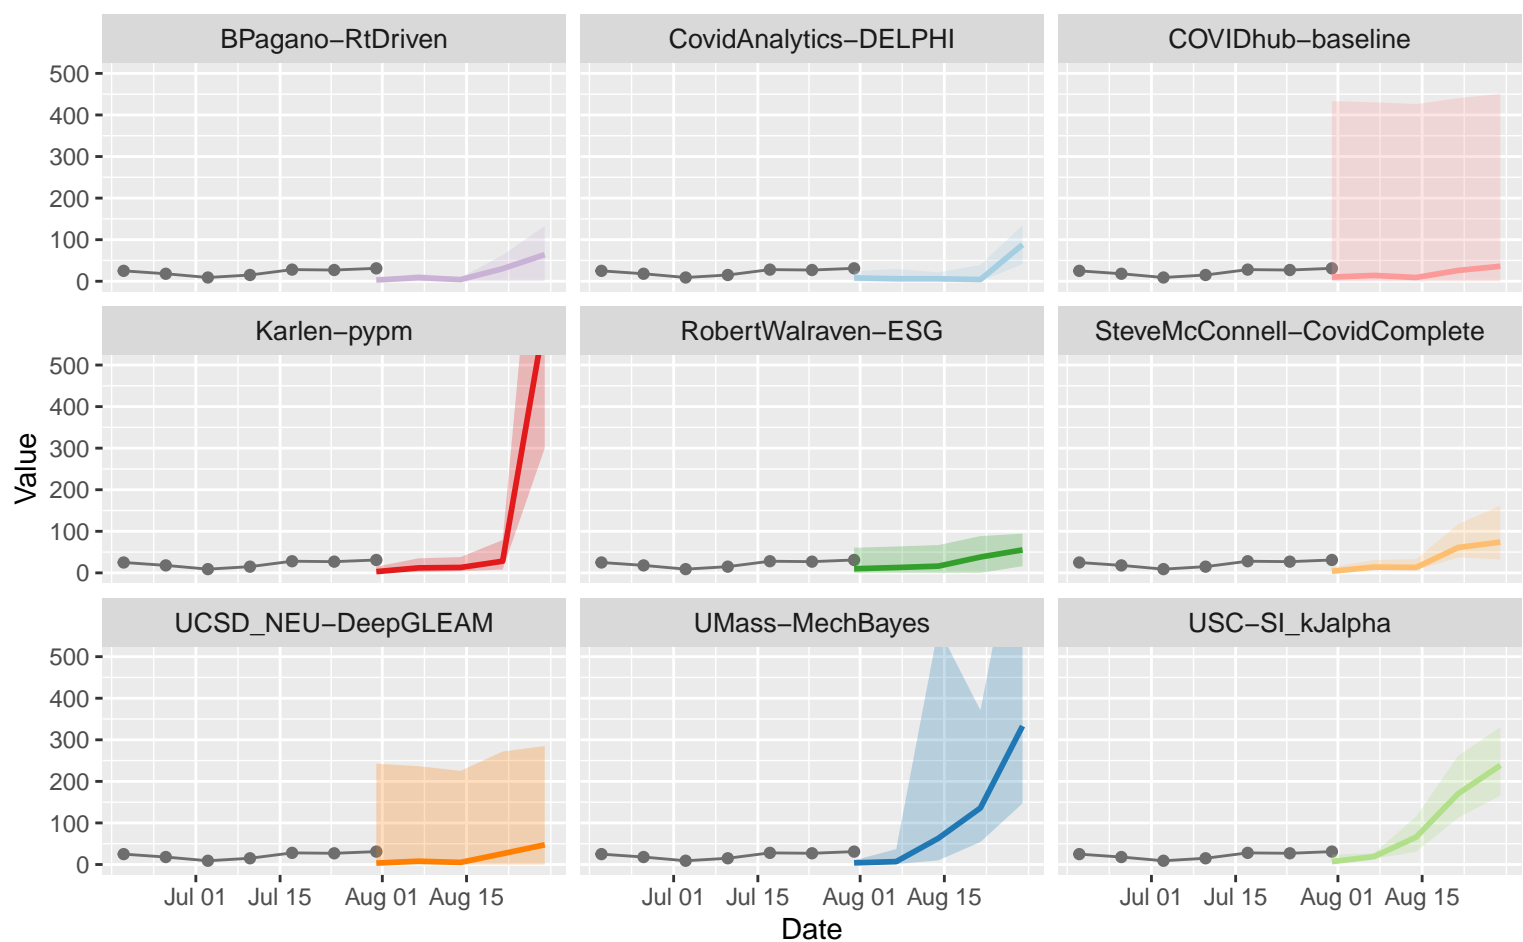 BPagano−RtDriven
CovidAnalytics−DELPHI
COVIDhub−baseline
500
400
300
200
100
0
Karlen−pypm
RobertWalraven−ESG
SteveMcConnell−CovidComplete
500
400
300
200
100
0
Value
UCSD_NEU−DeepGLEAM
UMass−MechBayes
USC−SI_kJalpha
500
400
300
200
100
0
Jul 01 Jul 15 Aug 01 Aug 15
Jul 01 Jul 15 Aug 01 Aug 15
Jul 01 Jul 15 Aug 01 Aug 15
Date